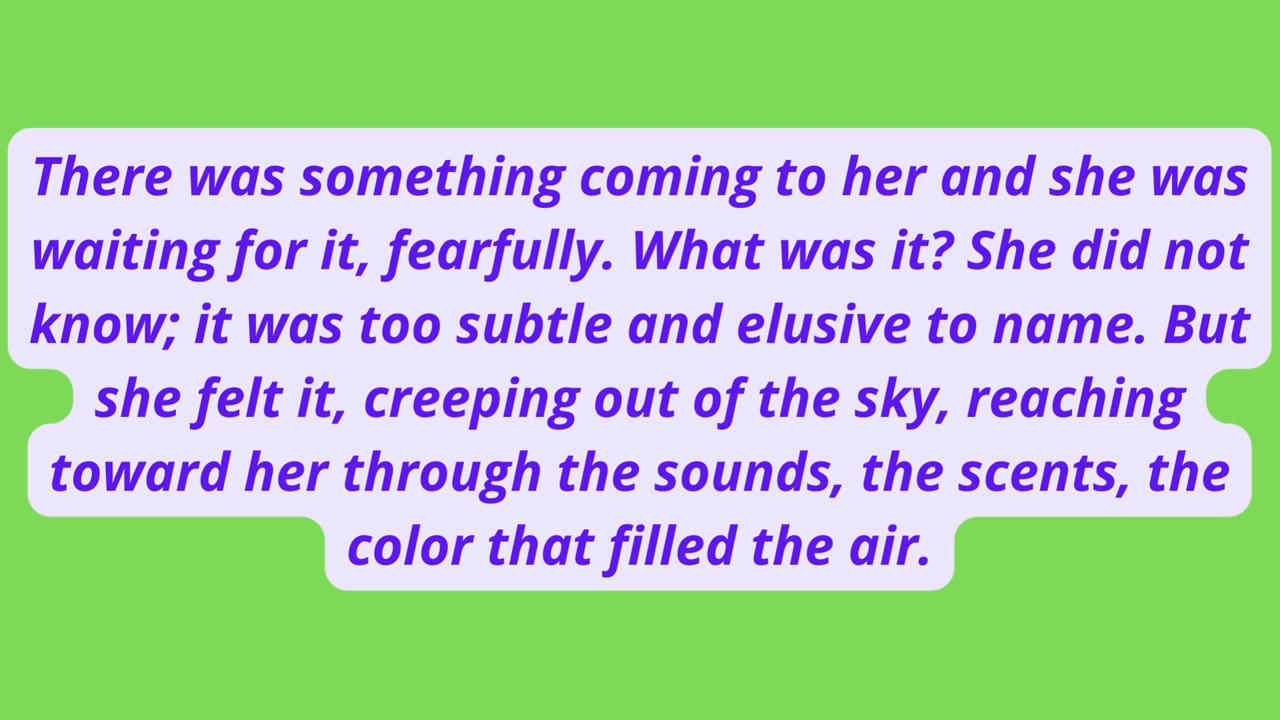 There was something coming to her and she was
waiting for it, fearfully. What was it? She did not
know; it was too subtle and elusive to name. But
she felt it, creeping out of the sky, reaching
toward her through the sounds, the scents, the
color that filled the air.